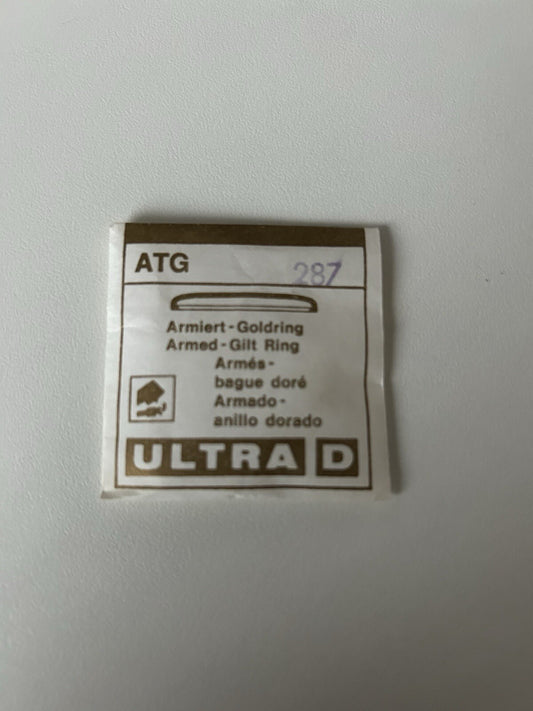 ATG 287
Armiert-Goldring
Armed-Gilt Ring
Armés-
bague doré
Armado-
anillo dorado
ULTRA D